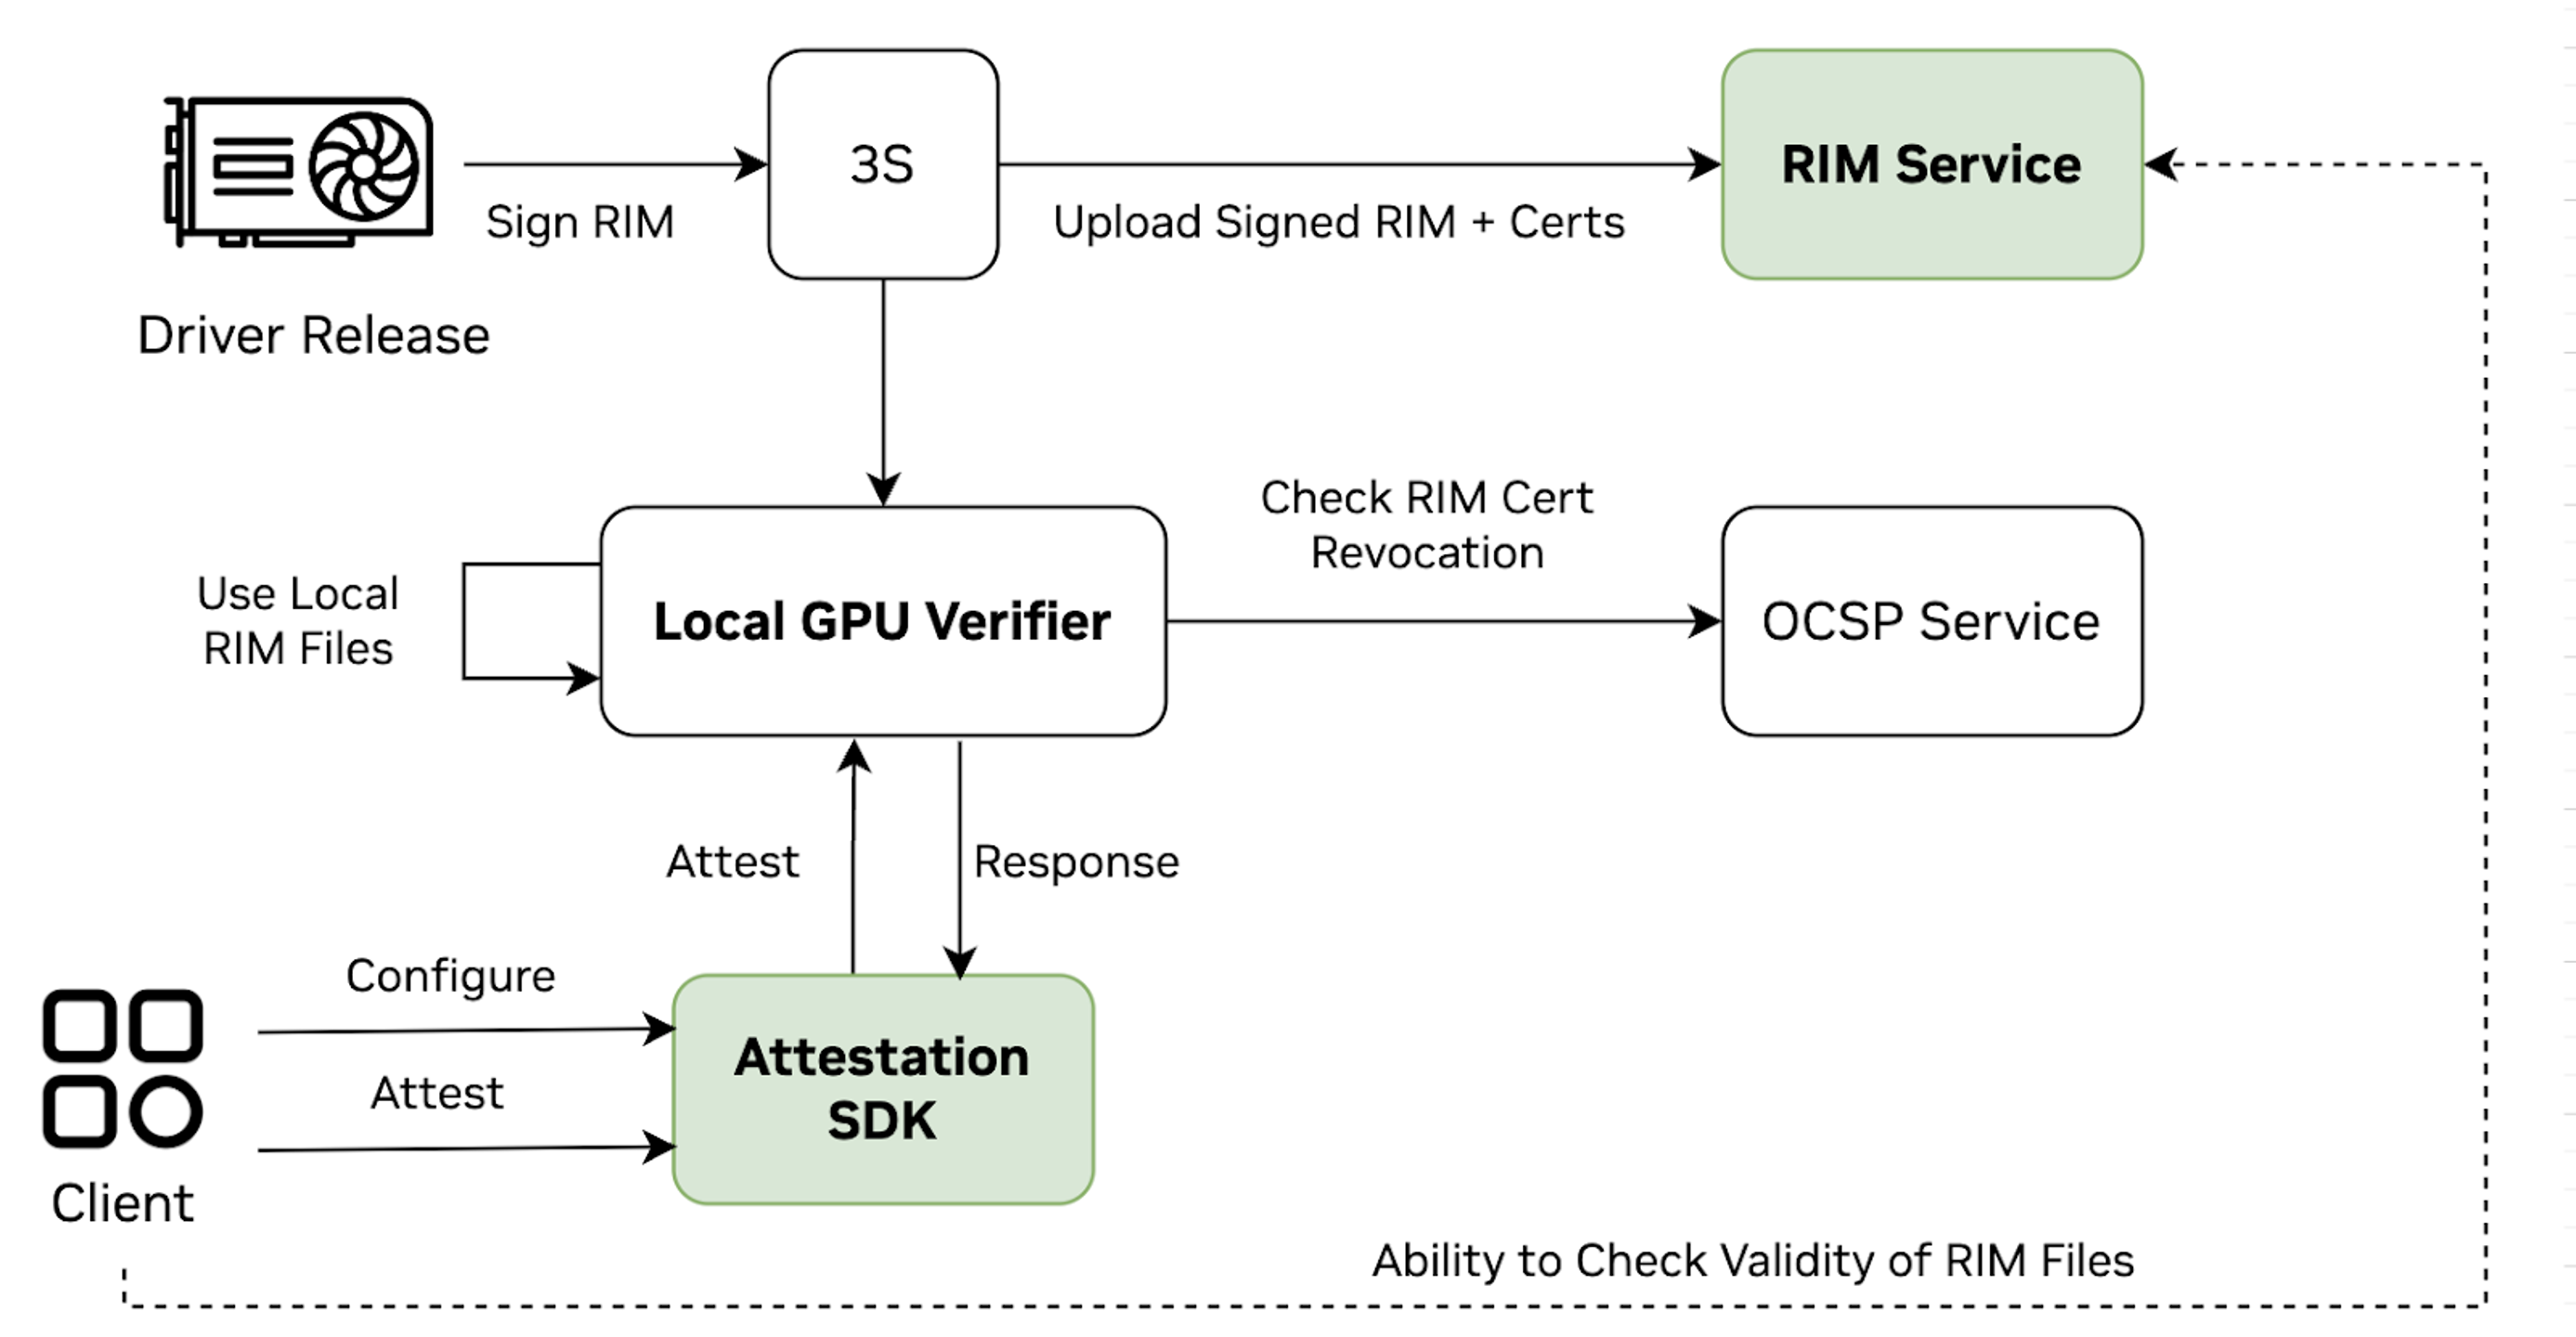 3S
RIM Service
Sign RIM
Upload Signed RIM + Certs
Driver Release
Check RIM Cert
Revocation
Use Local
RIM Files
Local GPU Verifier
OCSP Service
Attest
Response
Configure
Attest
Attestation
SDK
Client
Ability to Check Validity of RIM Files